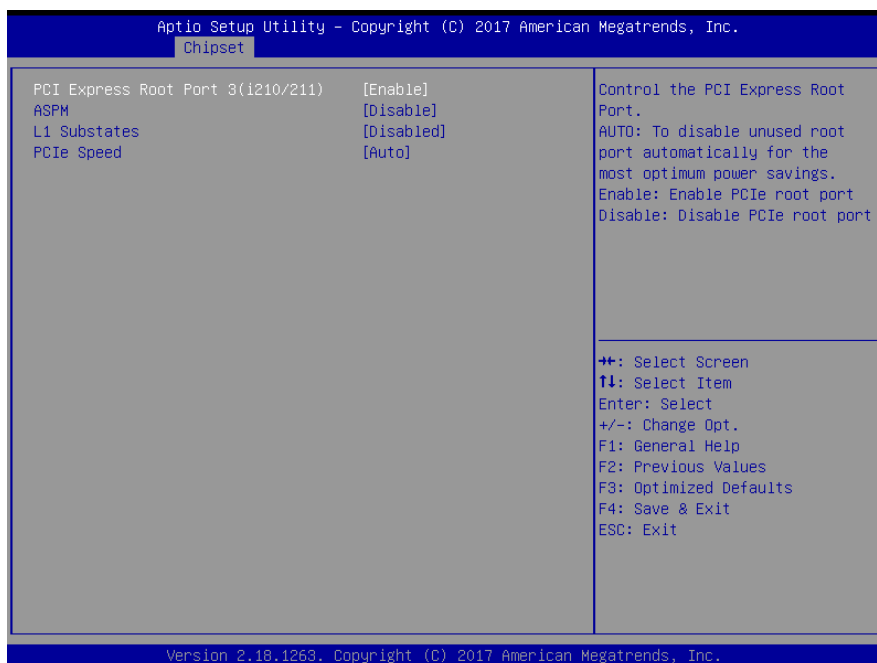 Aptio Setup Utility – Copyright (C) 2017 American Megatrends, Inc.
Chipset
PCI Express Root Port 3(i210/211) [Enable]
ASPM [Disable]
L1 Substates [Disabled]
PCIe Speed [Auto]
Control the PCI Express Root
Port.
AUTO: To disable unused root
port automatically for the
most optimum power savings.
Enable: Enable PCIe root port
Disable: Disable PCIe root port
→←: Select Screen
↑↓: Select Item
Enter: Select
+/-: Change Opt.
F1: General Help
F2: Previous Values
F3: Optimized Defaults
F4: Save & Exit
ESC: Exit
Version 2.18.1263. Copyright (C) 2017 American Megatrends, Inc.